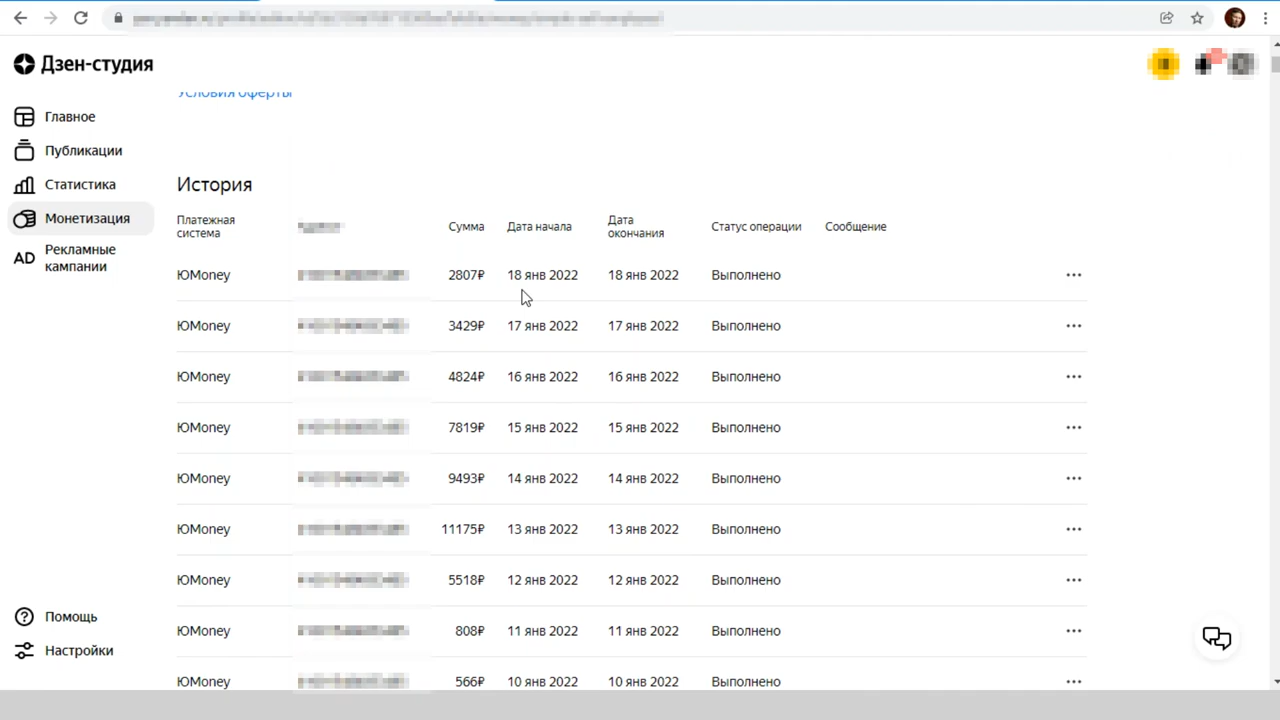 Дзен-студия
Условия оферты
Главное
Публикации
Статистика
Монетизация
AD Рекламные кампании
Помощь
Настройки
История
Платежная система Сумма Дата начала Дата окончания Статус операции Сообщение
ЮMoney 2807₽ 18 янв 2022 18 янв 2022 Выполнено
ЮMoney 3429₽ 17 янв 2022 17 янв 2022 Выполнено
ЮMoney 4824₽ 16 янв 2022 16 янв 2022 Выполнено
ЮMoney 7819₽ 15 янв 2022 15 янв 2022 Выполнено
ЮMoney 9493₽ 14 янв 2022 14 янв 2022 Выполнено
ЮMoney 11175₽ 13 янв 2022 13 янв 2022 Выполнено
ЮMoney 5518₽ 12 янв 2022 12 янв 2022 Выполнено
ЮMoney 808₽ 11 янв 2022 11 янв 2022 Выполнено
ЮMoney 566₽ 10 янв 2022 10 янв 2022 Выполнено